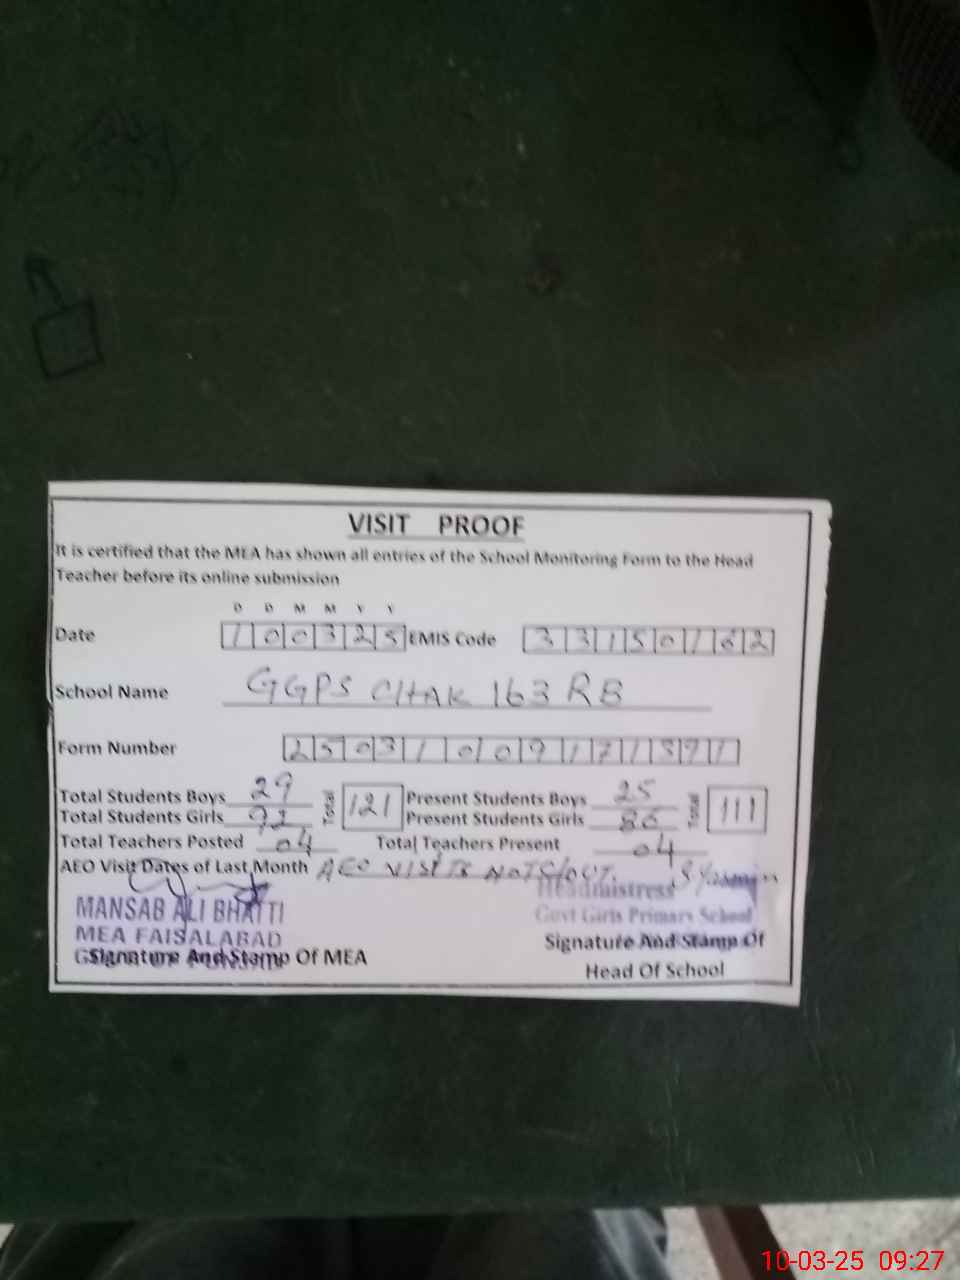 VISIT PROOF
It is certified that the MEA has shown all entries of the School Monitoring Form to the Head
Teacher before its online submission
D D M M Y Y
Date 100325 EMIS Code 33150162
School Name GGPS CHAK 163 RB
Form Number
Total Students Boys 29 Total 121 Present Students Boys 25 Total 111
Total Students Girls 92 Present Students Girls 86
Total Teachers Posted 04 Total Teachers Present 04
AEO Visit Dates of Last Month AEO VISITS
MANSAB ALI BHATTI
MEA FAISALABAD
Signature And Stamp Of MEA
Headmistress
Govt Girls Primary School
Signature And Stamp Of
Head Of School
10-03-25 09:27